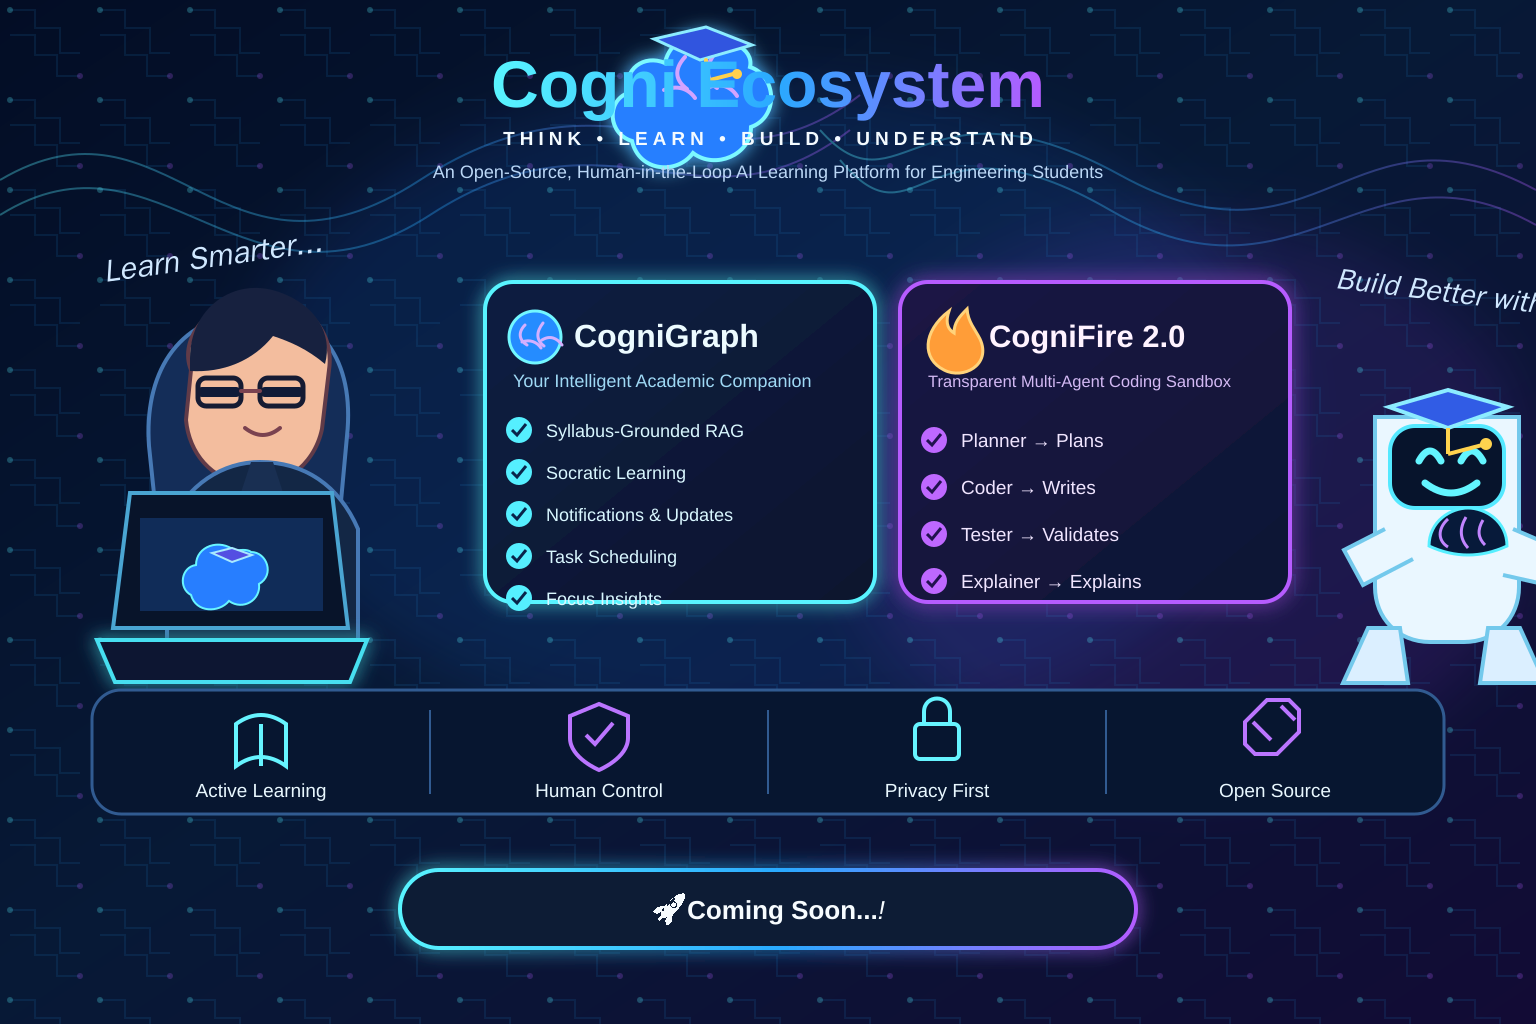 Cogni Ecosystem
THINK • LEARN • BUILD • UNDERSTAND
An Open-Source, Human-in-the-Loop AI Learning Platform for Engineering Students
Learn Smarter...
Build Better with
CogniGraph
Your Intelligent Academic Companion
Syllabus-Grounded RAG
Socratic Learning
Notifications & Updates
Task Scheduling
Focus Insights
CogniFire 2.0
Transparent Multi-Agent Coding Sandbox
Planner → Plans
Coder → Writes
Tester → Validates
Explainer → Explains
Active Learning
Human Control
Privacy First
Open Source
🚀Coming Soon...!